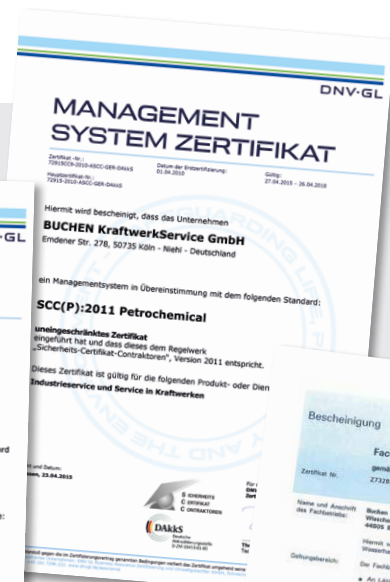 DNV·GL
MANAGEMENT
SYSTEM ZERTIFIKAT
Zertifikat -Nr.:
72915CC9-2010-ASCC-GER-DAkkS
Hauptzertifikat-Nr.:
72915-2010-ASCC-GER-DAkkS
Datum der Erstzertifizierung:
01.04.2010
Gültig:
27.04.2015 - 26.04.2018
Hiermit wird bescheinigt, dass das Unternehmen
BUCHEN KraftwerkService GmbH
Emdener Str. 278, 50735 Köln - Niehl - Deutschland
ein Managementsystem in Übereinstimmung mit dem folgenden Standard:
SCC(P):2011 Petrochemical
uneingeschränktes Zertifikat
eingeführt hat und dass dieses dem Regelwerk
„Sicherheits-Certifikat-Contraktoren", Version 2011 entspricht.
Dieses Zertifikat ist gültig für die folgenden Produkt- oder Dien
Industrieservice und Service in Kraftwerken
Ort und Datum:
23.04.2015
SICHERHEITS
CERTIFIKAT
CONTRAKTOREN
DAkkS
Deutsche
Akkreditierungsstelle
-GL
Bescheinigung
Fac
gemä
Zertifikat Nr.
Name und Anschrift
des Fachbetriebs:
Buchen
44805 B
Hiermit
Geltungsbereich: